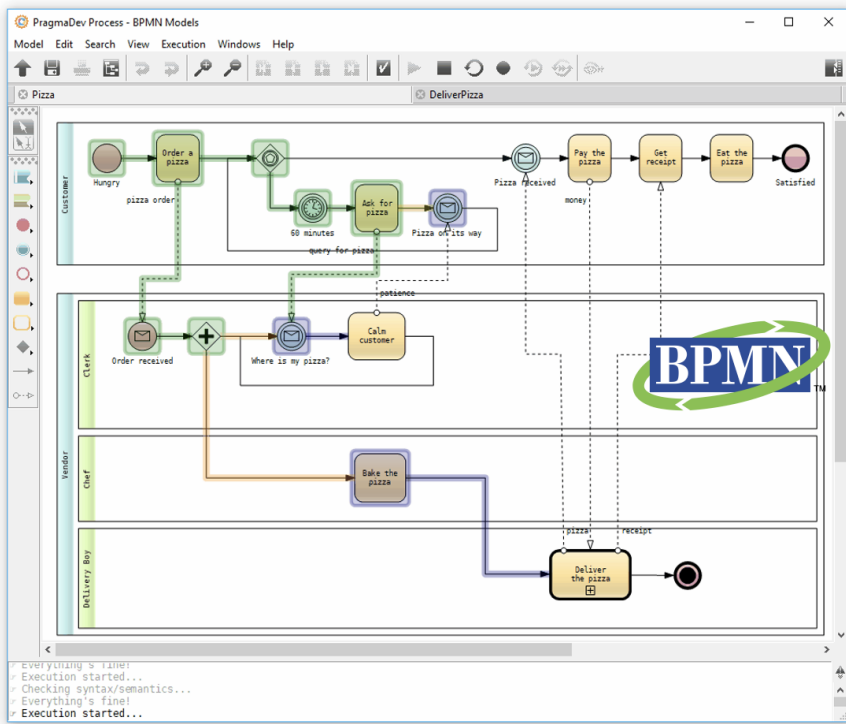 PragmaDev Process - BPMN Models
Model Edit Search View Execution Windows Help
Pizza
DeliverPizza
Customer
Hungry
Order a
pizza
pizza order
60 minutes
Ask for
pizza
Pizza on its way
query for pizza
Pizza received
Pay the
pizza
money
Get
receipt
Eat the
pizza
Satisfied
patience
Vendor
Clerk
Order received
Where is my pizza?
Calm
customer
BPMN
TM
Chef
Bake the
pizza
Delivery Boy
pizza
receipt
Deliver
the pizza
Everything's fine!
Execution started...
Checking syntax/semantics...
Everything's fine!
Execution started...